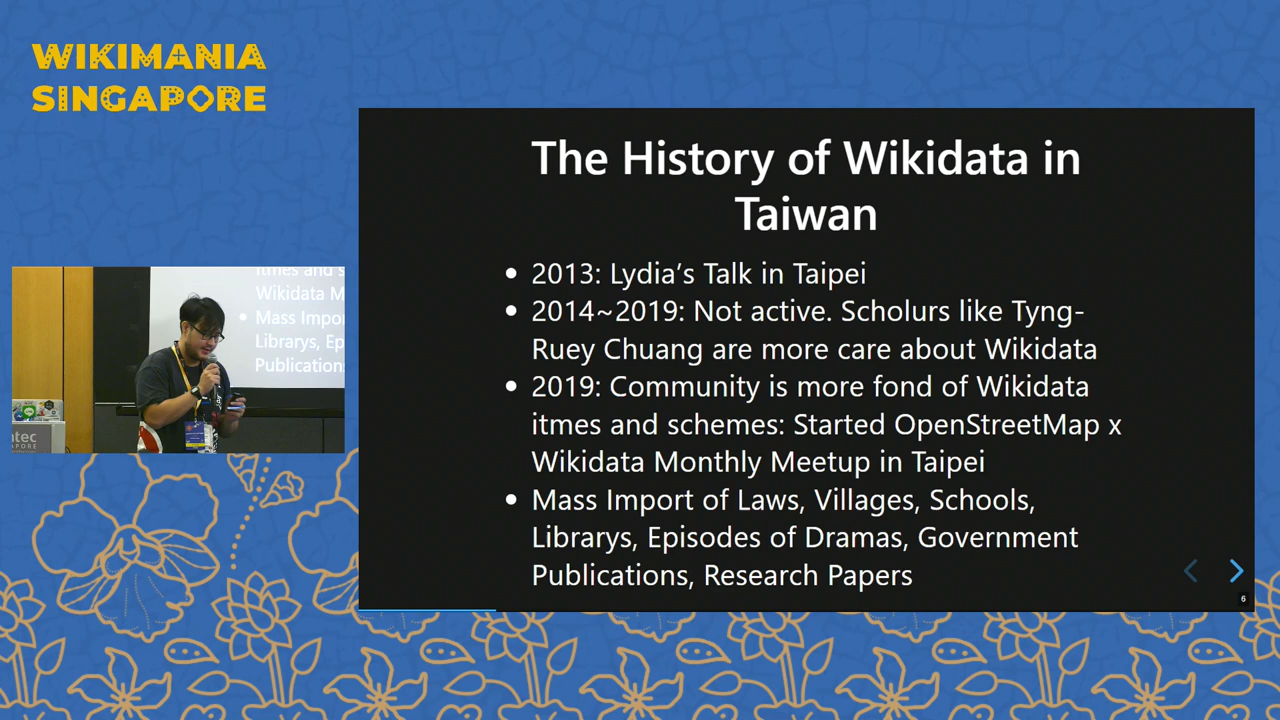 WIKIMANIA
SINGAPORE
The History of Wikidata in
Taiwan
2013: Lydia's Talk in Taipei
2014~2019: Not active. Scholurs like Tyng-
Ruey Chuang are more care about Wikidata
2019: Community is more fond of Wikidata
itmes and schemes: Started OpenStreetMap x
Wikidata Monthly Meetup in Taipei
Mass Import of Laws, Villages, Schools,
Librarys, Episodes of Dramas, Government
Publications, Research Papers
6
itmes and s
Wikidata M
Mass Impor
Librarys, Ep
Publication
ntec
APORE